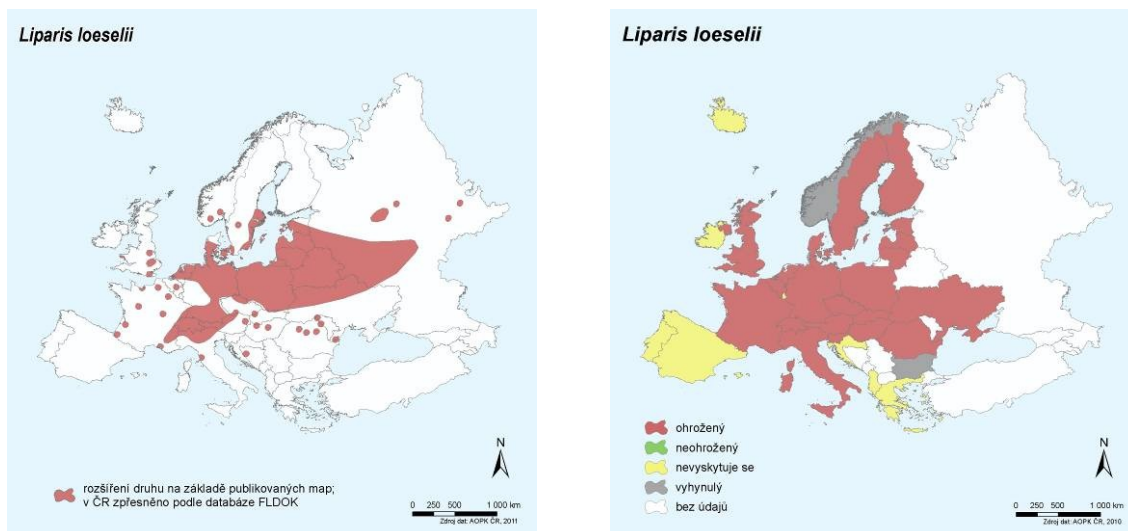 Liparis loeselii
N
rozšíření druhu na základě publikovaných map;
v ČR zpřesněno podle databáze FLDOK
0 250 500 1 000 km
Zdroj dat: AOPK ČR, 2011
Liparis loeselii
ohrožený
neohrožený
nevyskytuje se
vyhynulý
bez údajů
N
0 250 500 1 000 km
Zdroj dat: AOPK ČR, 2010